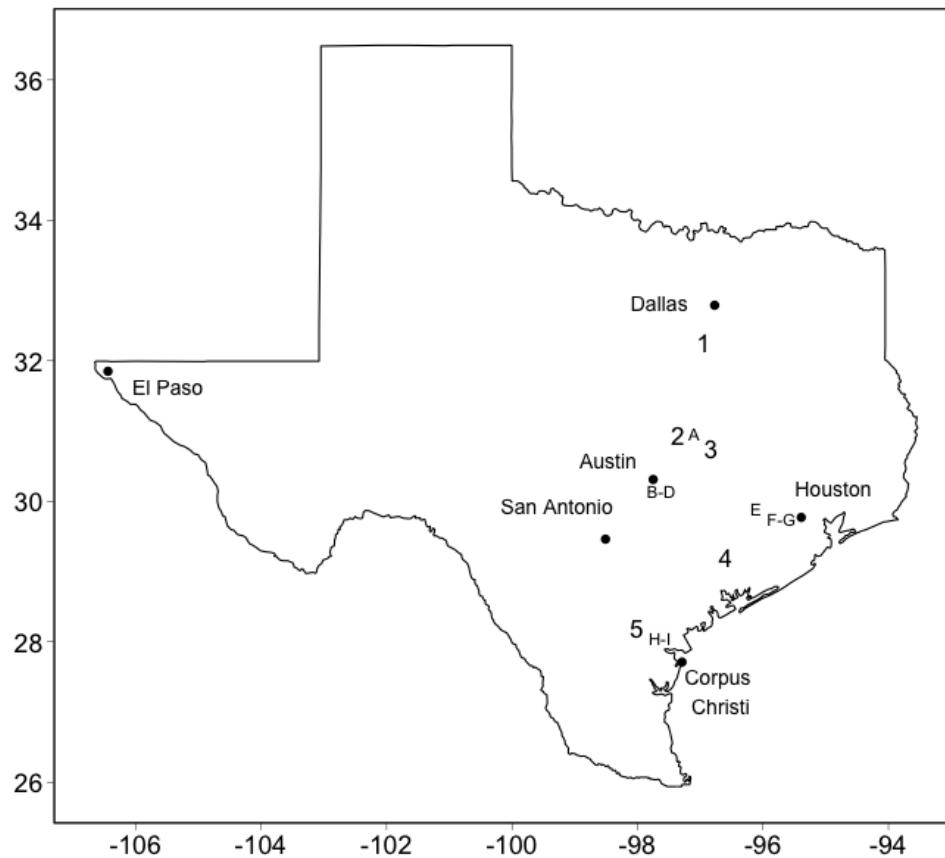 36
34
Dallas
1
32
El Paso
2 A 3
Austin
B-D
30
San Antonio
Houston
E F-G
4
28
5 H-I
Corpus
Christi
26
-106 -104 -102 -100 -98 -96 -94